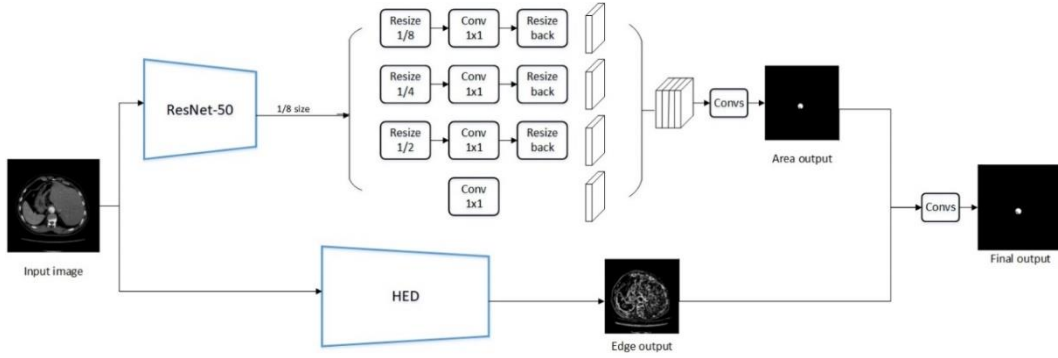 Resize
1/8
Conv
1x1
Resize
back
ResNet-50
1/8 size
Resize
1/4
Conv
1x1
Resize
back
Convs
Area output
Resize
1/2
Conv
1x1
Resize
back
Conv
1x1
Input image
HED
Edge output
Convs
Final output